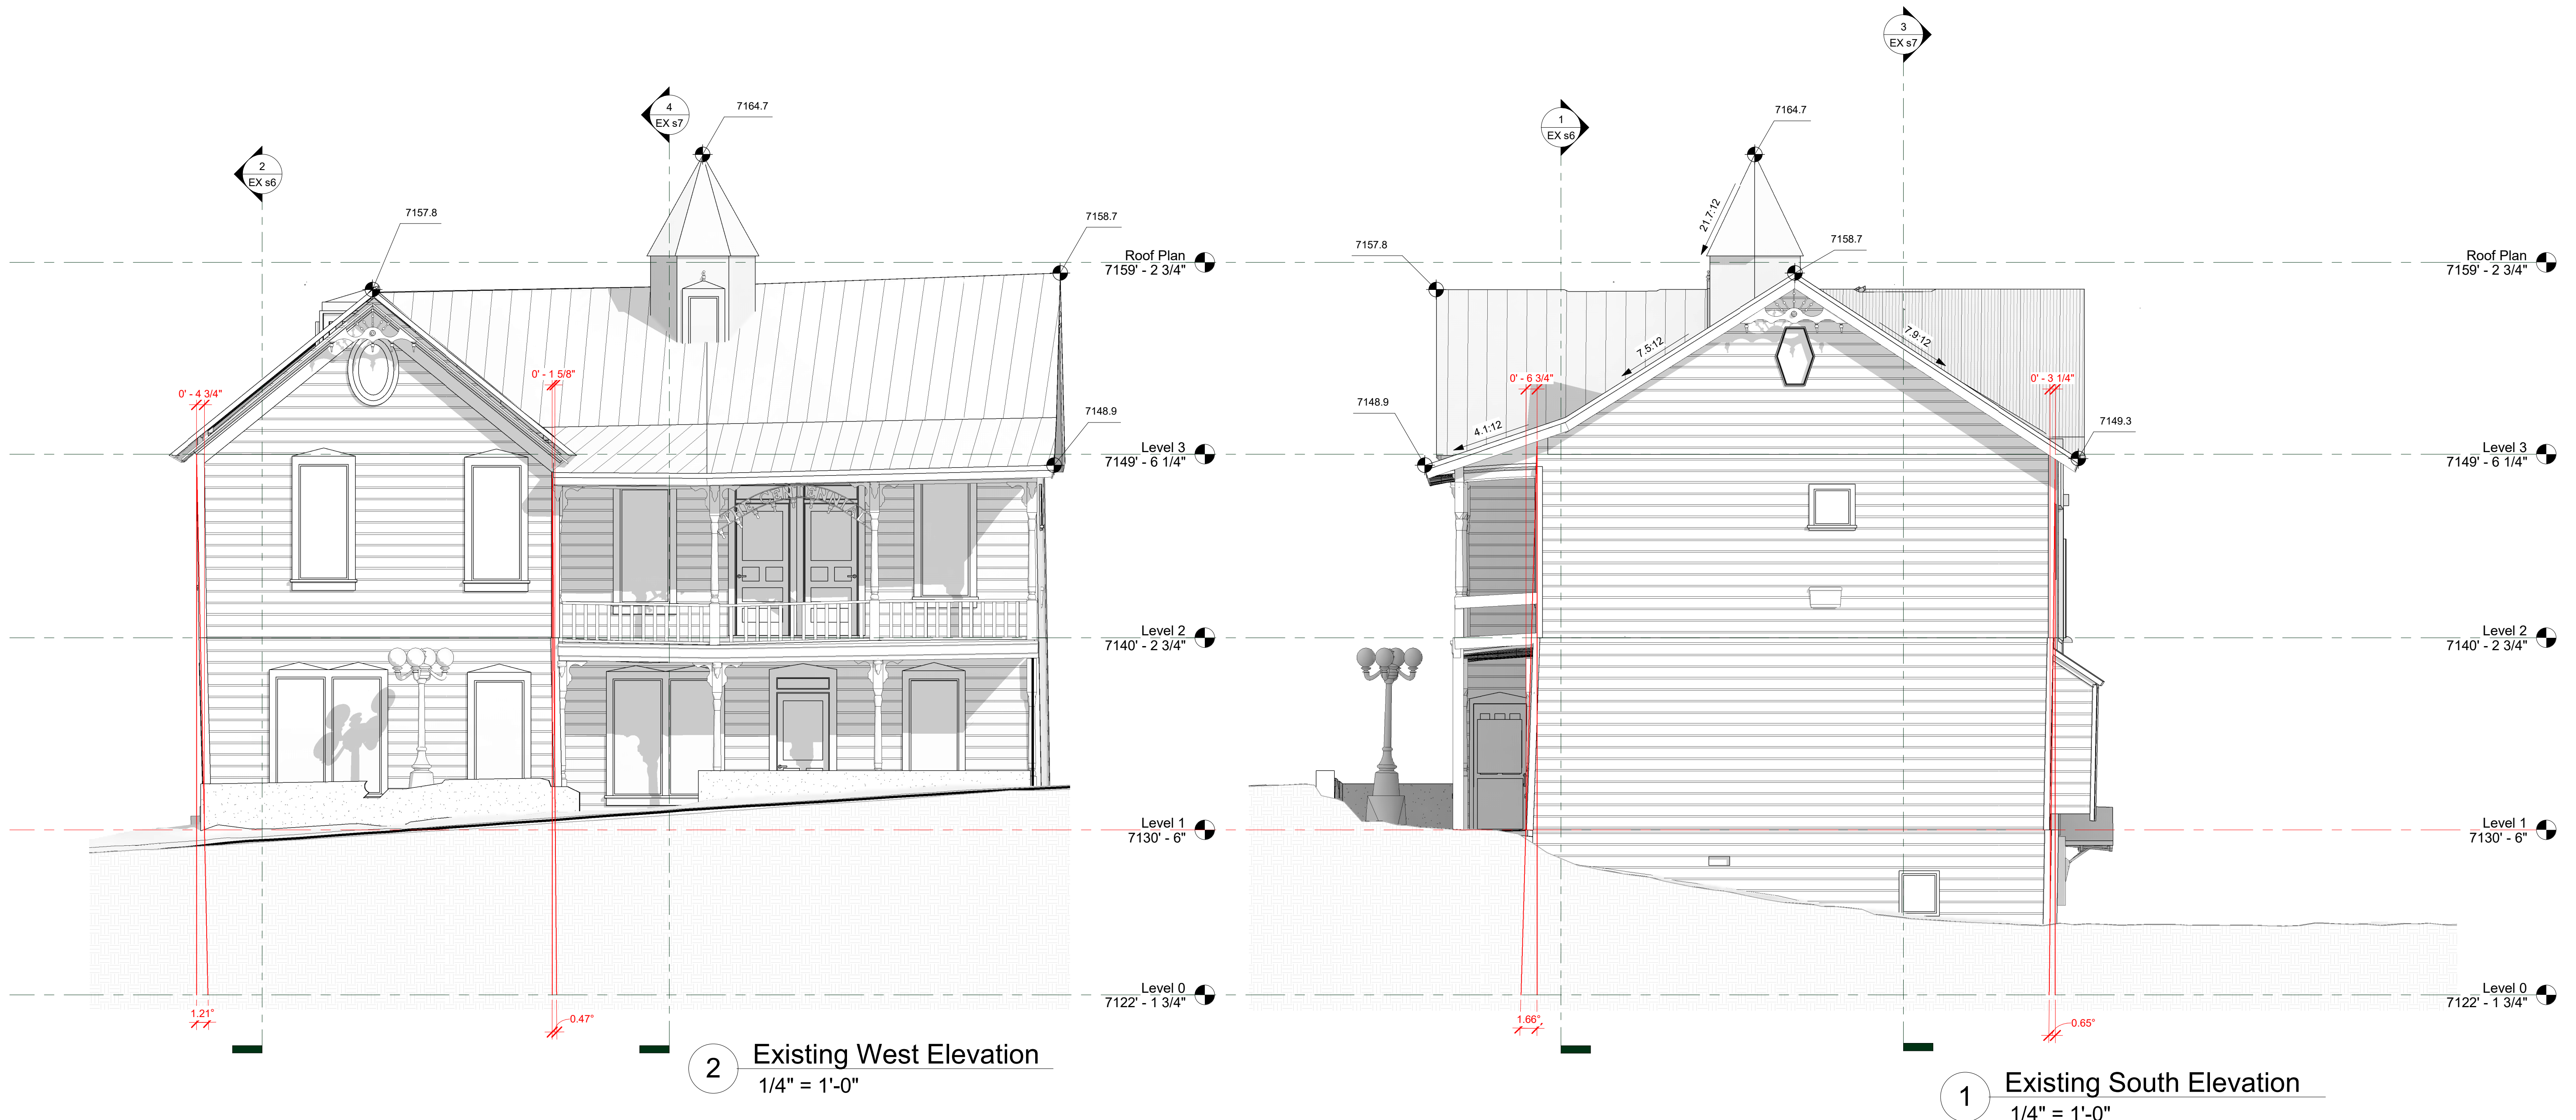 2
EX s6
4
EX s7
7164.7
7157.8
7158.7
7148.9
0' - 4 3/4"
0' - 1 5/8"
Roof Plan
7159' - 2 3/4"
Level 3
7149' - 6 1/4"
Level 2
7140' - 2 3/4"
Level 1
7130' - 6"
Level 0
7122' - 1 3/4"
1.21°
0.47°
2
Existing West Elevation
1/4" = 1'-0"
1
EX s6
3
EX s7
7164.7
21.7:12
7157.8
7158.7
7.5:12
7.9:12
0' - 6 3/4"
0' - 3 1/4"
7148.9
4.1:12
7149.3
Roof Plan
7159' - 2 3/4"
Level 3
7149' - 6 1/4"
Level 2
7140' - 2 3/4"
Level 1
7130' - 6"
Level 0
7122' - 1 3/4"
1.66°
0.65°
1
Existing South Elevation
1/4" = 1'-0"